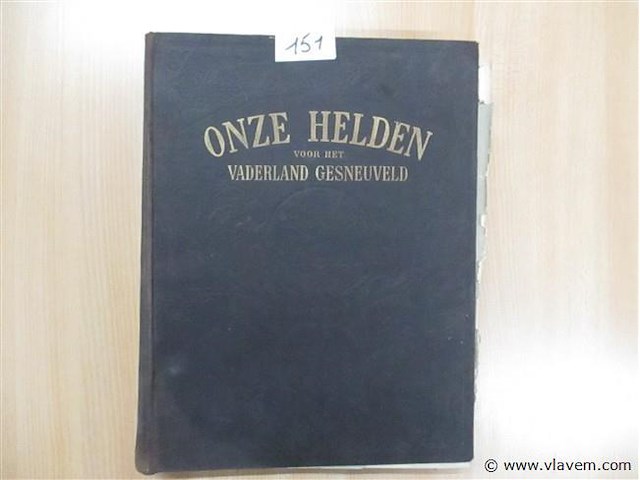 151
ONZE HELDEN
VOOR HET
VADERLAND GESNEUVELD
© www.vlavem.com